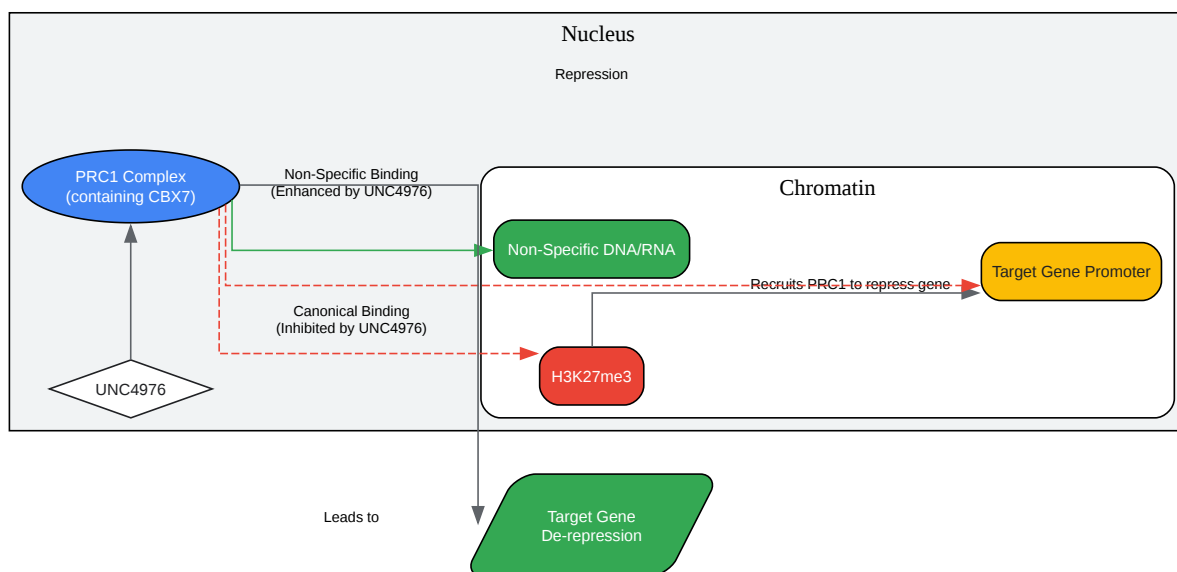 Nucleus
Repression
PRC1 Complex
(containing CBX7)
Non-Specific Binding
(Enhanced by UNC4976)
Chromatin
Non-Specific DNA/RNA
Target Gene Promoter
Recruits PRC1 to repress gene
Canonical Binding
(Inhibited by UNC4976)
H3K27me3
UNC4976
Leads to
Target Gene
De-repression